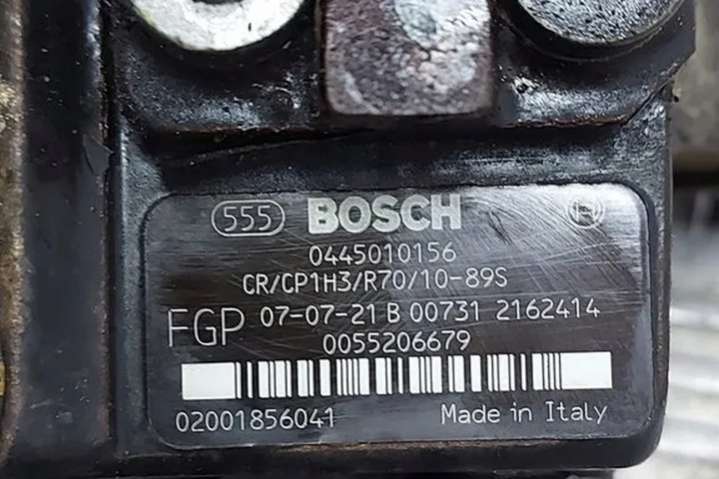 555 BOSCH
0445010156
CR/CP1H3/R70/10-89S
FGP 07-07-21 B 00731 2162414
0055206679
02001856041 Made in Italy